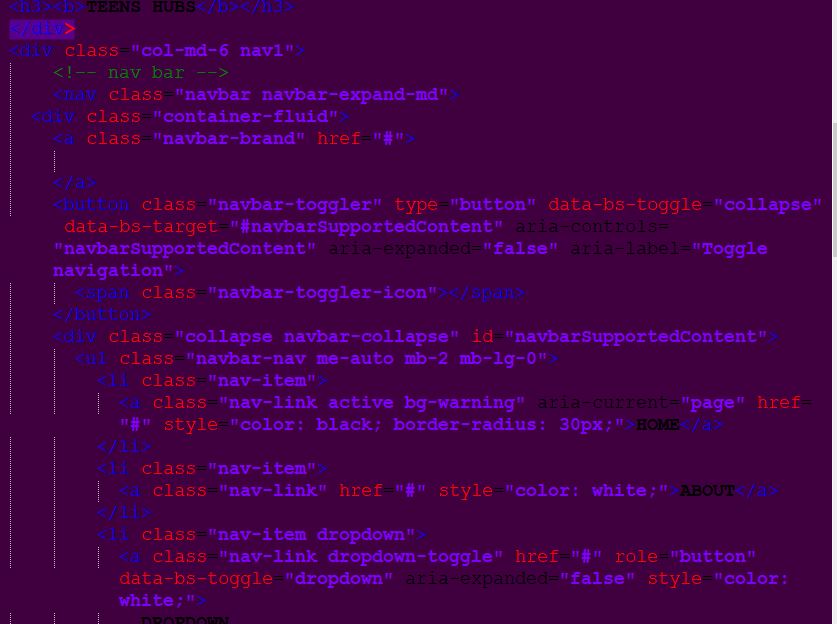 <h3><b>TEENS HUBS</b></h3>
</div>
<div class="col-md-6 nav1">
<!-- nav bar -->
<nav class="navbar navbar-expand-md">
<div class="container-fluid">
<a class="navbar-brand" href="#">
</a>
<button class="navbar-toggler" type="button" data-bs-toggle="collapse"
data-bs-target="#navbarSupportedContent" aria-controls=
"navbarSupportedContent" aria-expanded="false" aria-label="Toggle
navigation">
<span class="navbar-toggler-icon"></span>
</button>
<div class="collapse navbar-collapse" id="navbarSupportedContent">
<ul class="navbar-nav me-auto mb-2 mb-lg-0">
<li class="nav-item">
<a class="nav-link active bg-warning" aria-current="page" href=
"#" style="color: black; border-radius: 30px;">HOME</a>
</li>
<li class="nav-item">
<a class="nav-link" href="#" style="color: white;">ABOUT</a>
</li>
<li class="nav-item dropdown">
<a class="nav-link dropdown-toggle" href="#" role="button"
data-bs-toggle="dropdown" aria-expanded="false" style="color:
white;">
DROPDOWN